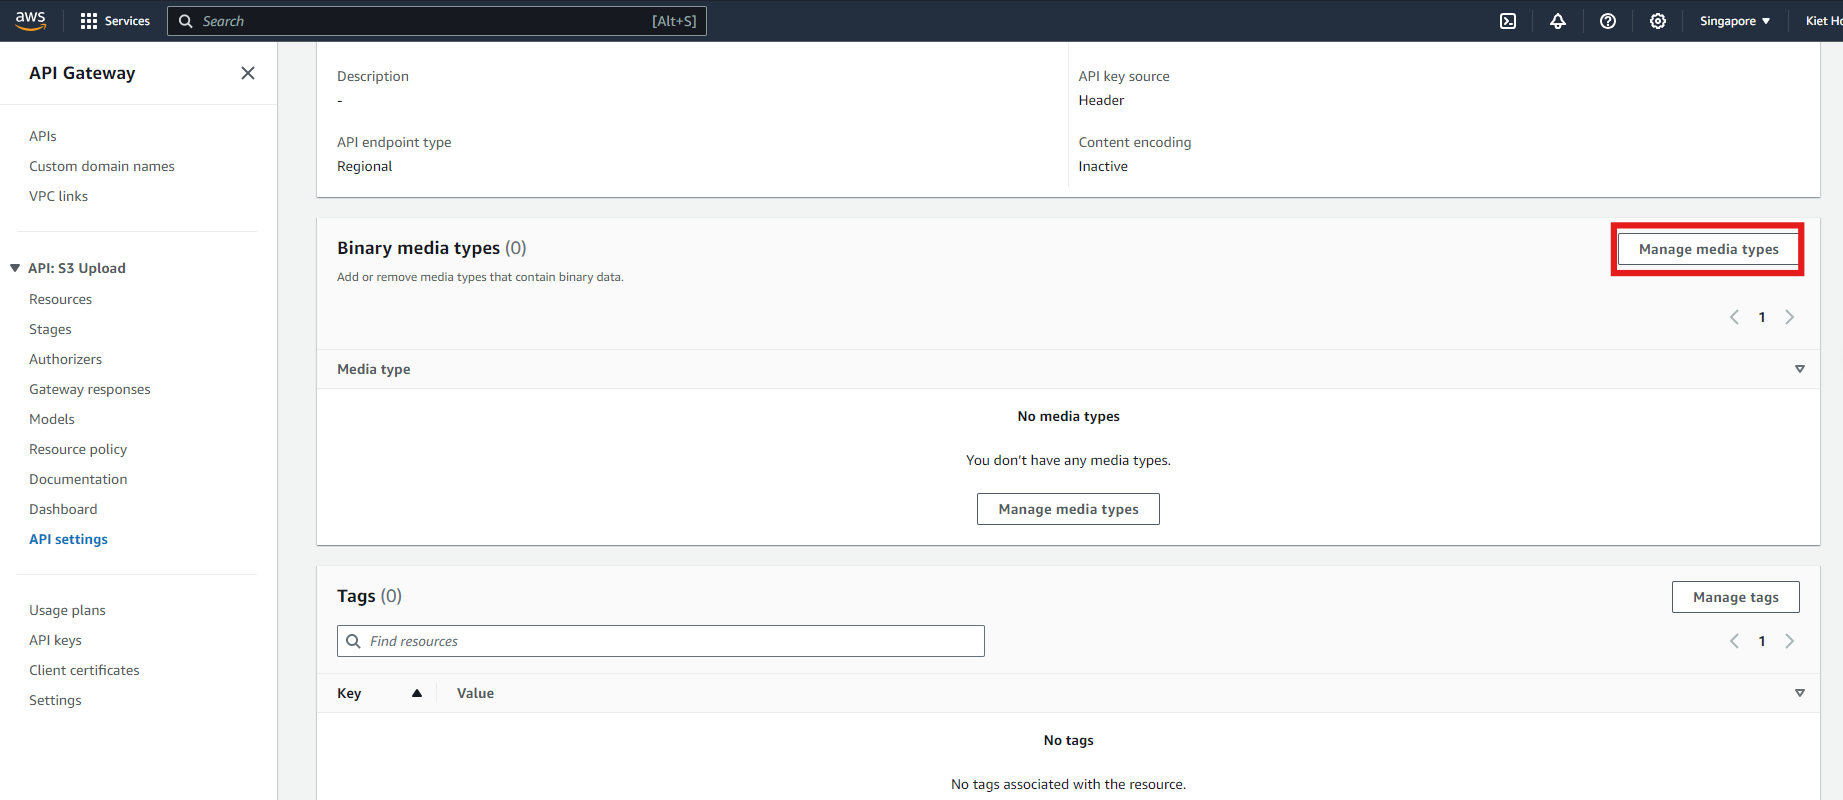 aws
Services
Search
[Alt+S]
Singapore
Kiet Ho
API Gateway
APIs
Custom domain names
VPC links
API: S3 Upload
Resources
Stages
Authorizers
Gateway responses
Models
Resource policy
Documentation
Dashboard
API settings
Usage plans
API keys
Client certificates
Settings
Description
-
API endpoint type
Regional
API key source
Header
Content encoding
Inactive
Binary media types (0)
Add or remove media types that contain binary data.
Manage media types
1
Media type
No media types
You don't have any media types.
Manage media types
Tags (0)
Manage tags
Find resources
1
Key
Value
No tags
No tags associated with the resource.